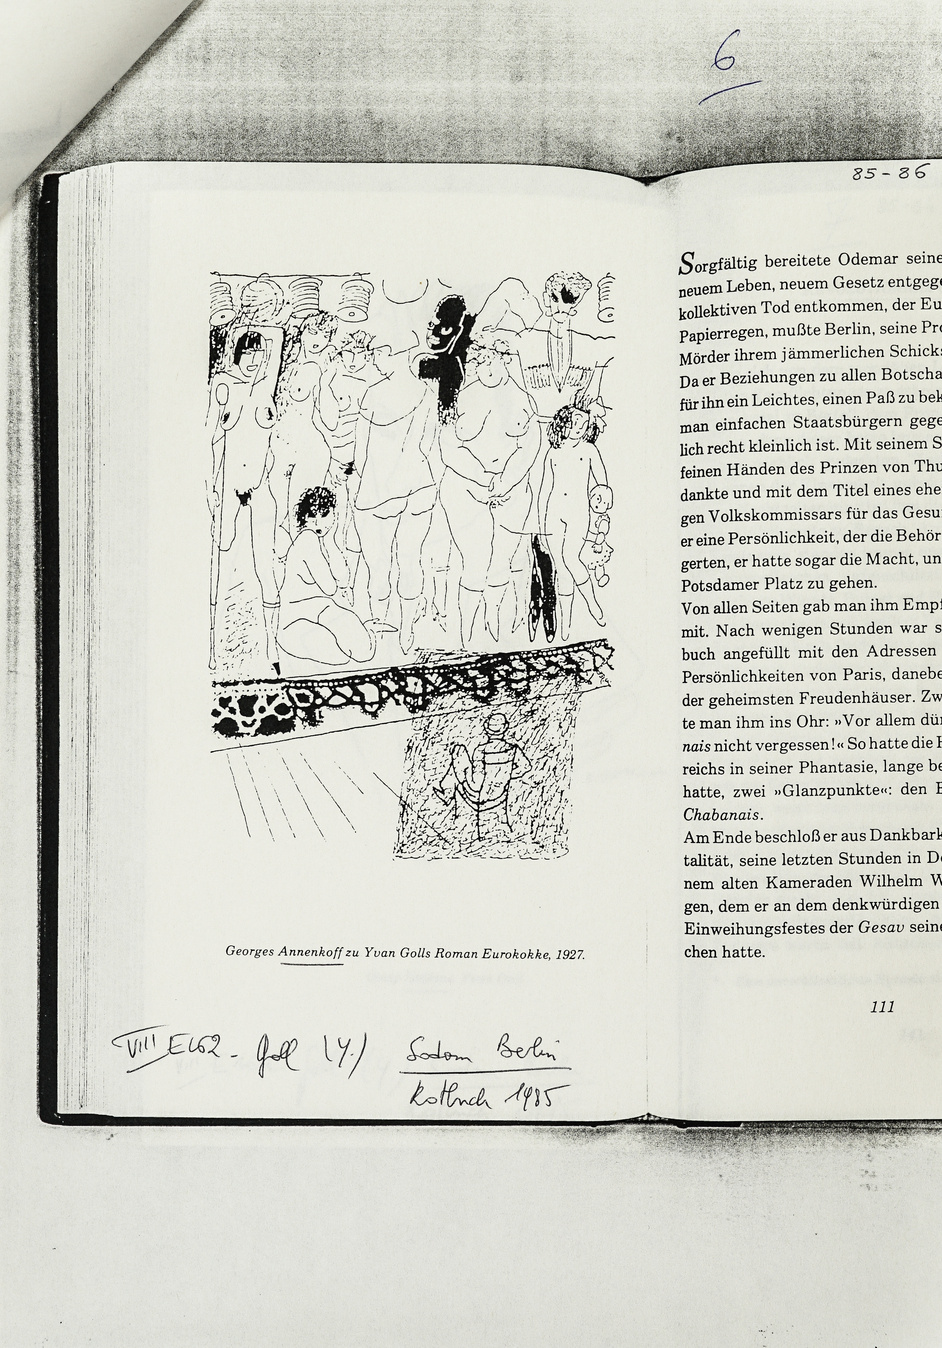 6
85-86
Sorgfältig bereitete Odemar seine
neuem Leben, neuem Gesetz entgege
kollektiven Tod entkommen, der Eu
Papierregen, mußte Berlin, seine Pro
Mörder ihrem jämmerlichen Schicks
Da er Beziehungen zu allen Botscha
für ihn ein Leichtes, einen Paß zu bek
man einfachen Staatsbürgern gege
lich recht kleinlich ist. Mit seinem S
feinen Händen des Prinzen von Thu
dankte und mit dem Titel eines ehe
gen Volkskommissars für das Gesu
er eine Persönlichkeit, der die Behör
gerten, er hatte sogar die Macht, un
Potsdamer Platz zu gehen.
Von allen Seiten gab man ihm Empf
mit. Nach wenigen Stunden war s
buch angefüllt mit den Adressen
Persönlichkeiten von Paris, danebe
der geheimsten Freudenhäuser. Zw
te man ihm ins Ohr: »Vor allem dür
nais nicht vergessen!« So hatte die H
reichs in seiner Phantasie, lange be
hatte, zwei »Glanzpunkte«: den E
Chabanais.
Am Ende beschloß er aus Dankbark
talität, seine letzten Stunden in De
nem alten Kameraden Wilhelm W
gen, dem er an dem denkwürdigen
Einweihungsfestes der Gesav seine
chen hatte.
111
Georges Annenkoff zu Yvan Golls Roman Eurokokke, 1927.
VIII E162 - Goll (Y.) Sodom Berlin
1985